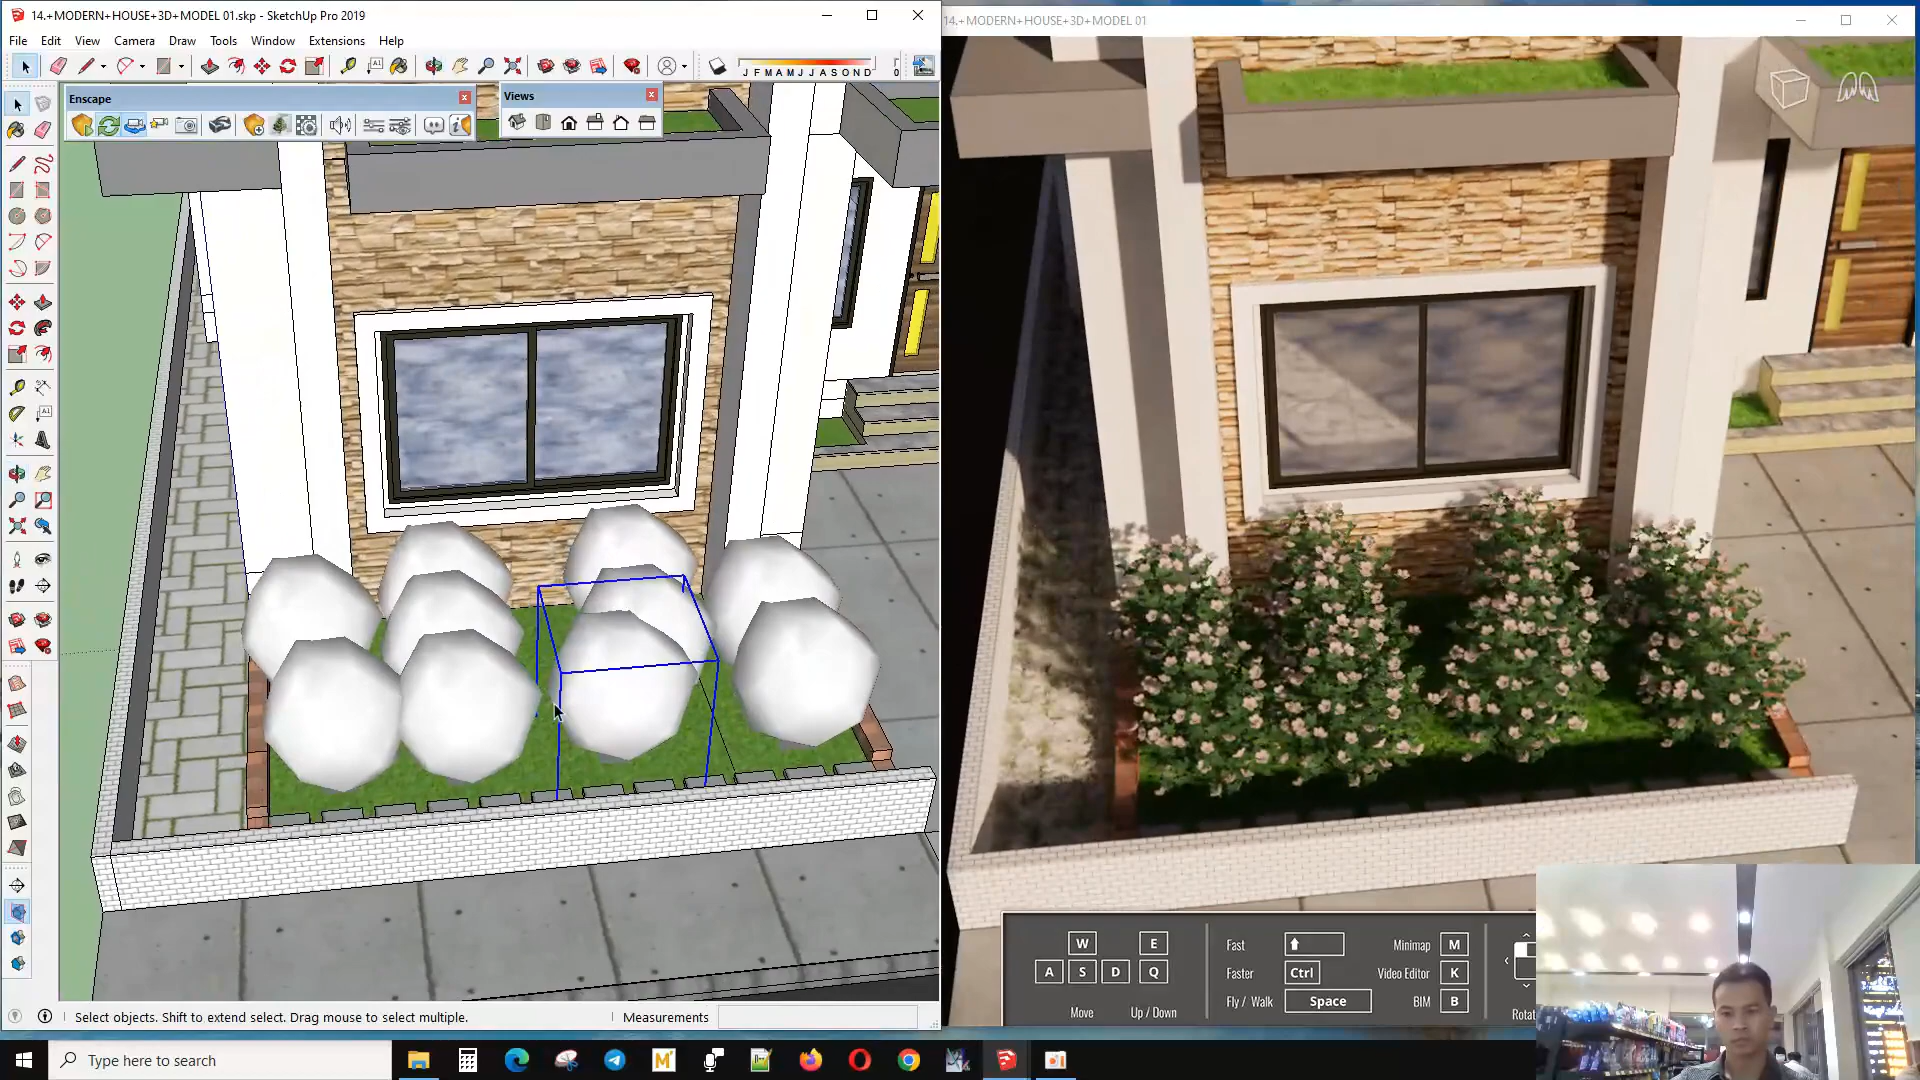 14.+MODERN+HOUSE+3D+MODEL 01.skp - SketchUp Pro 2019
14.+MODERN+HOUSE+3D+MODEL 01
File Edit View Camera Draw Tools Window Extensions Help
J F M A M J J A S O N D
Enscape
Views
W E
A S D Q
Move Up / Down
Fast
Faster Ctrl
Fly / Walk Space
Minimap M
Video Editor K
BIM B
Select objects. Shift to extend select. Drag mouse to select multiple.
Measurements
Type here to search